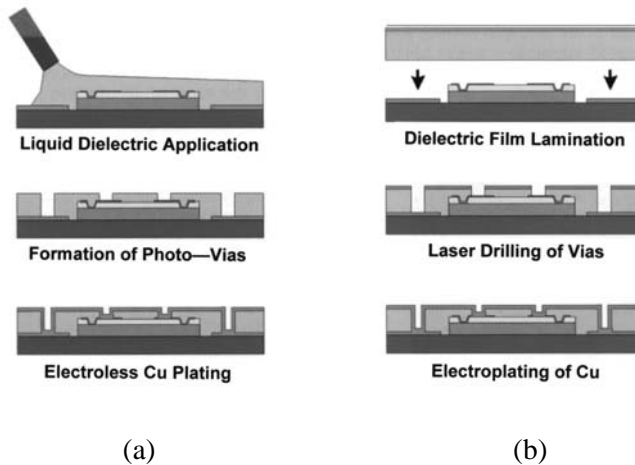 Liquid Dielectric Application
Formation of Photo—Vias
Electroless Cu Plating
(a)
Dielectric Film Lamination
Laser Drilling of Vias
Electroplating of Cu
(b)